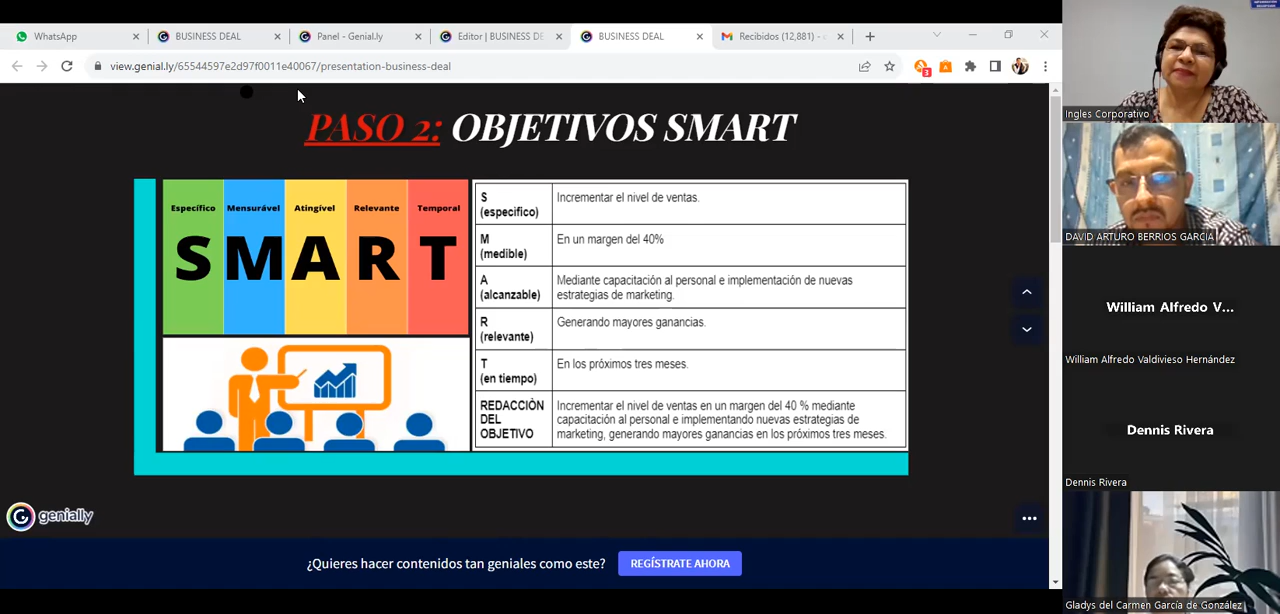 WhatsApp
BUSINESS DEAL
Panel - Genial.ly
Editor | BUSINESS DE
BUSINESS DEAL
Recibidos (12,881) - c
view.genial.ly/65544597e2d97f0011e40067/presentation-business-deal
3
PASO 2: OBJETIVOS SMART
Específico Mensurável Atingível Relevante Temporal
SMART
S
(especifico)
Incrementar el nivel de ventas.
M
(medible)
En un margen del 40%
A
(alcanzable)
Mediante capacitación al personal e implementación de nuevas
estrategias de marketing.
R
(relevante)
Generando mayores ganancias.
T
(en tiempo)
En los próximos tres meses.
REDACCIÒN
DEL
OBJETIVO
Incrementar el nivel de ventas en un margen del 40 % mediante
capacitación al personal e implementando nuevas estrategias de
marketing, generando mayores ganancias en los próximos tres meses.
genially
¿Quieres hacer contenidos tan geniales como este?
REGÍSTRATE AHORA
Ingles Corporativo
DAVID ARTURO BERRIOS GARCIA
William Alfredo V...
William Alfredo Valdivieso Hernández
Dennis Rivera
Dennis Rivera
Gladys del Carmen García de González